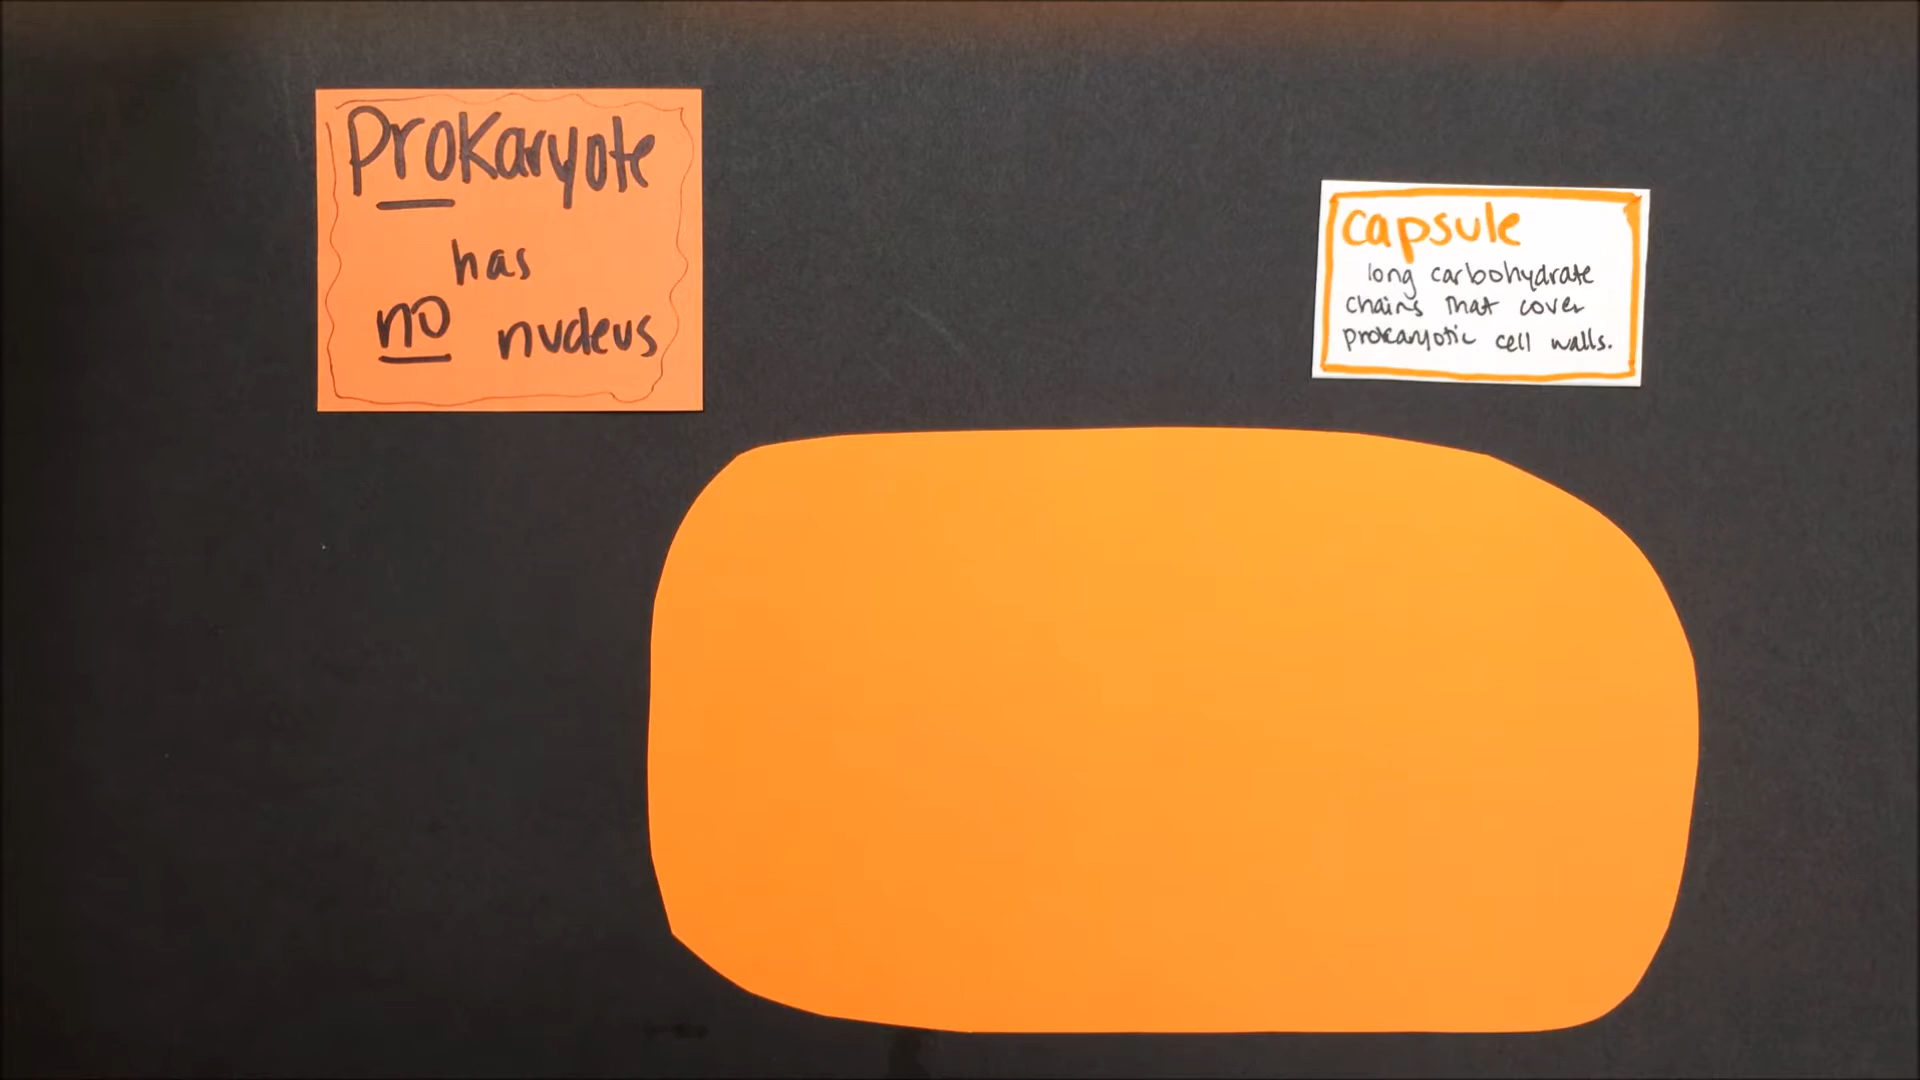 Prokaryote
has
no nucleus
capsule
long carbohydrate
chains that cover
prokaryotic cell walls.